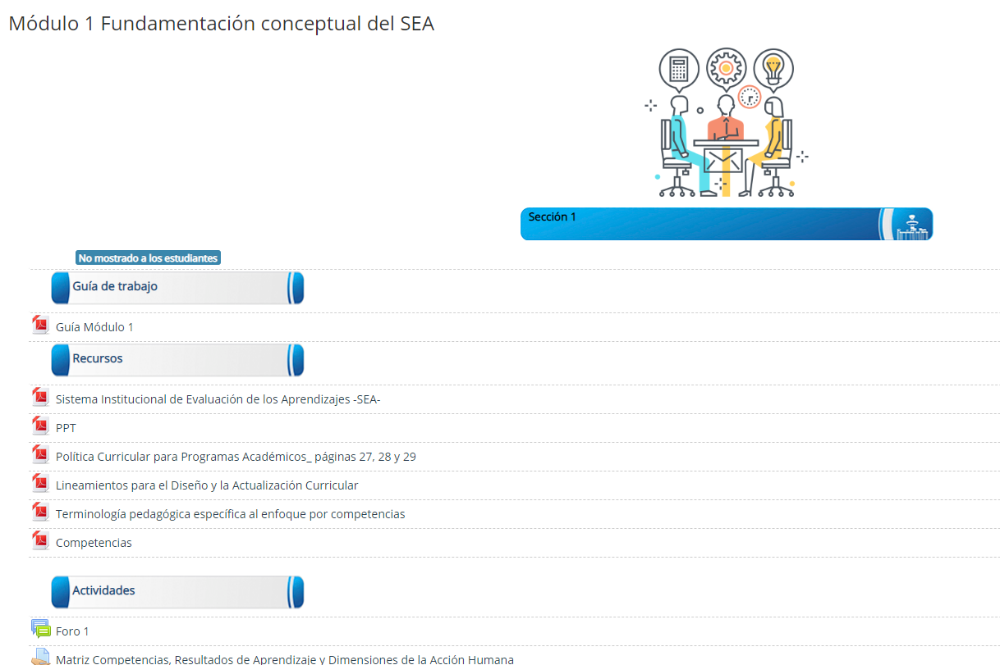 Módulo 1 Fundamentación conceptual del SEA
Sección 1
No mostrado a los estudiantes
Guía de trabajo
Guía Módulo 1
Recursos
Sistema Institucional de Evaluación de los Aprendizajes -SEA-
PPT
Política Curricular para Programas Académicos_ páginas 27, 28 y 29
Lineamientos para el Diseño y la Actualización Curricular
Terminología pedagógica específica al enfoque por competencias
Competencias
Actividades
Foro 1
Matriz Competencias, Resultados de Aprendizaje y Dimensiones de la Acción Humana